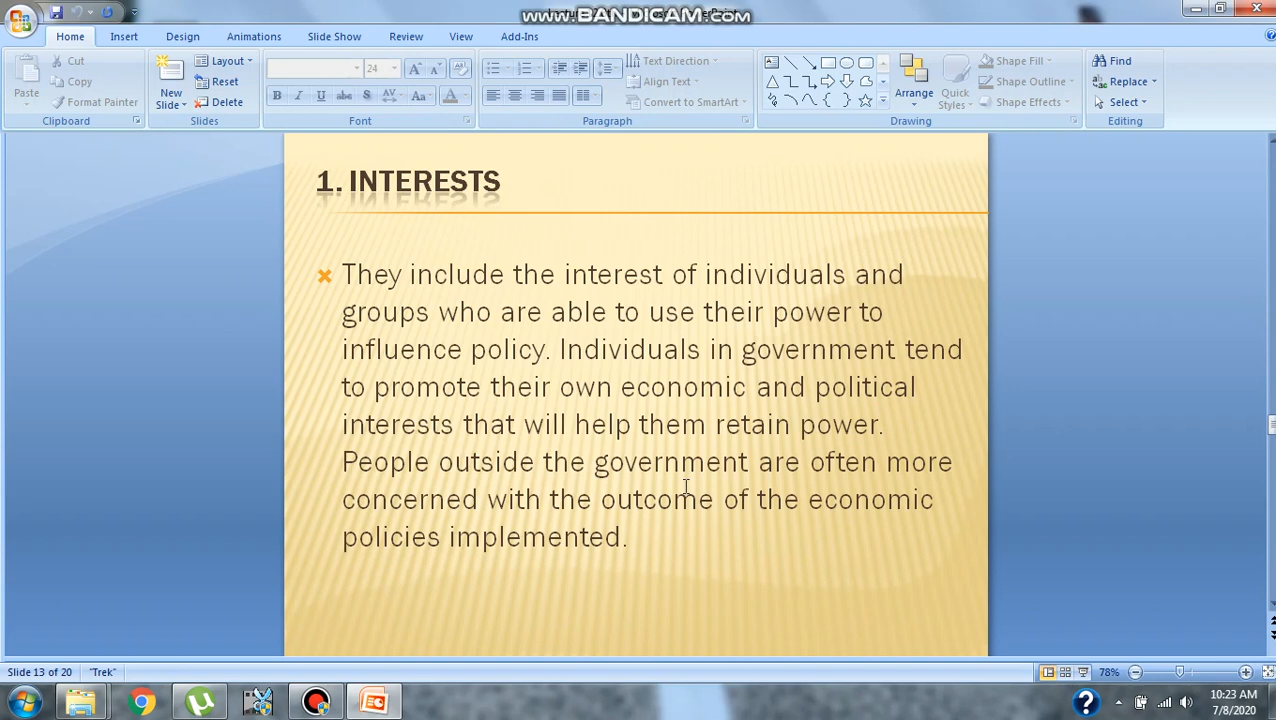 www.BANDICAM.com
Home Insert Design Animations Slide Show Review View Add-Ins
Paste
Cut
Copy
Format Painter
Clipboard
New
Slide
Layout
Reset
Delete
Slides
24
B I U abc S AV Aa A
Font
Text Direction
Align Text
Convert to SmartArt
Paragraph
Arrange
Quick
Styles
Shape Fill
Shape Outline
Shape Effects
Drawing
Find
Replace
Select
Editing
1. INTERESTS
They include the interest of individuals and
groups who are able to use their power to
influence policy. Individuals in government tend
to promote their own economic and political
interests that will help them retain power.
People outside the government are often more
concerned with the outcome of the economic
policies implemented.
Slide 13 of 20 "Trek" 78%
10:23 AM
7/8/2020